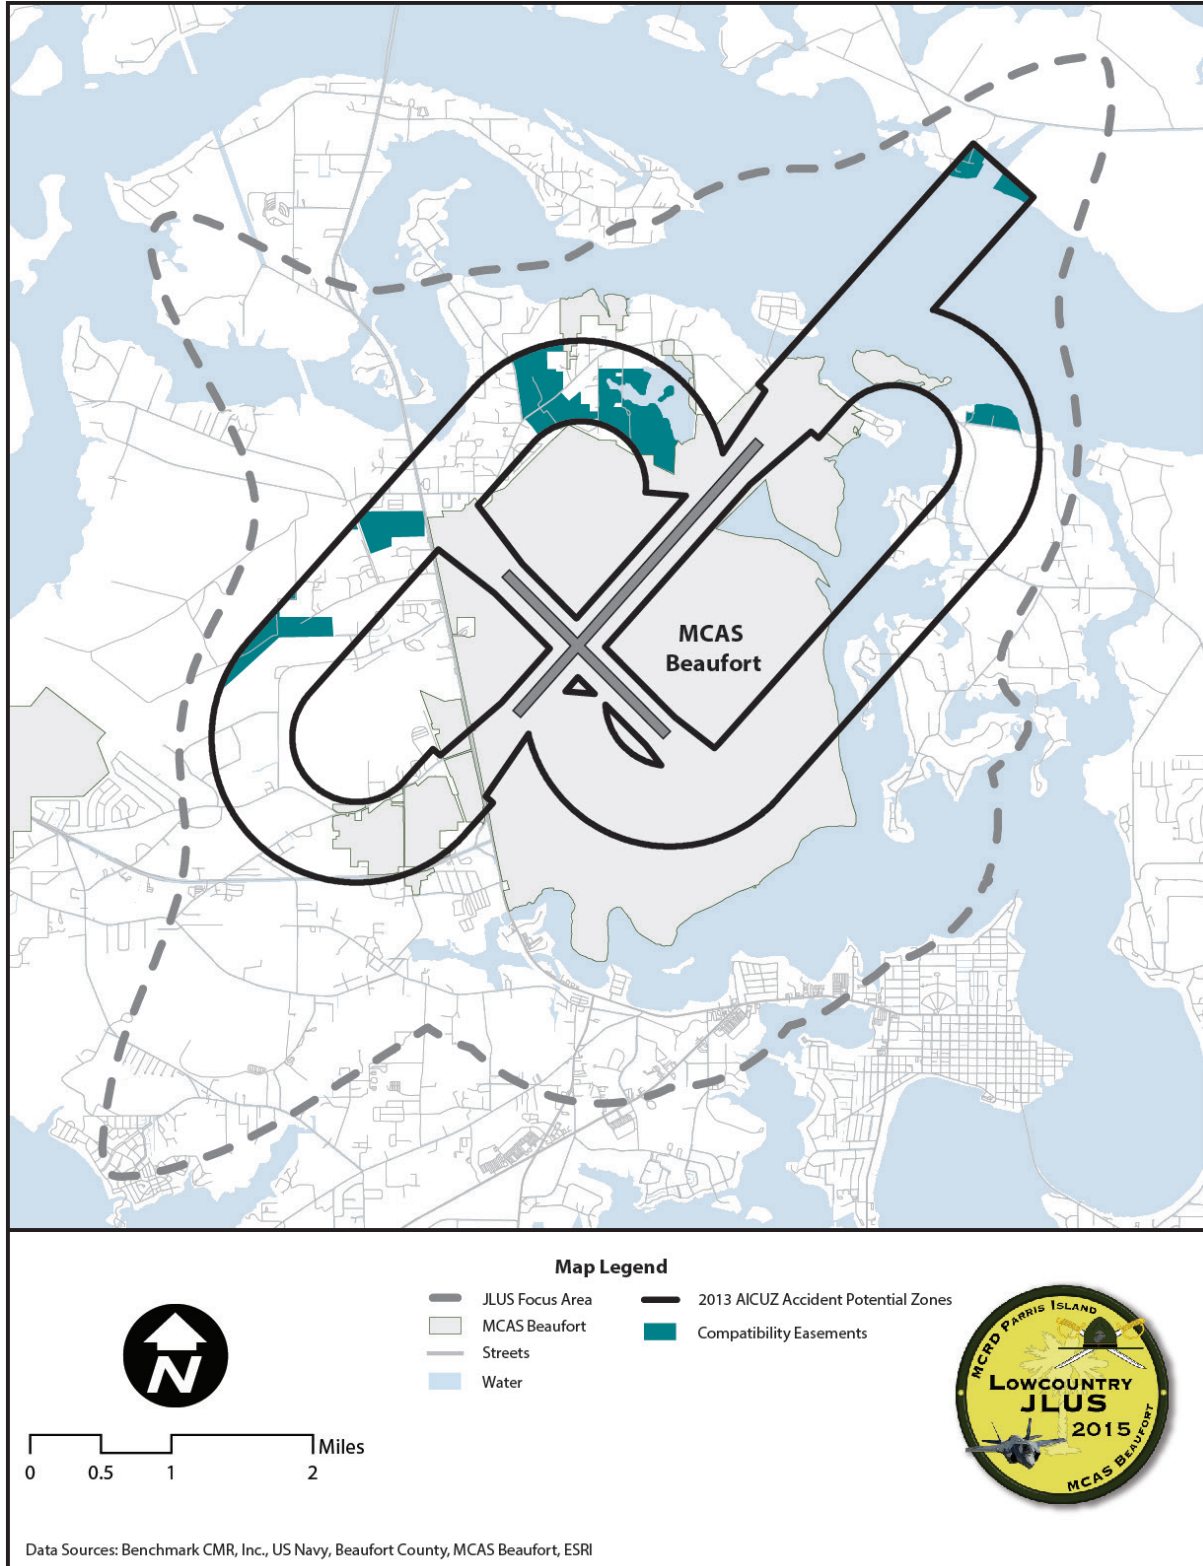 MCAS
Beaufort
Map Legend
JLUS Focus Area
MCAS Beaufort
Streets
Water
2013 AICUZ Accident Potential Zones
Compatibility Easements
N
0 0.5 1 2 Miles
MCRD PARRIS ISLAND
LOWCOUNTRY
JLUS
2015
MCAS BEAUFORT
Data Sources: Benchmark CMR, Inc., US Navy, Beaufort County, MCAS Beaufort, ESRI